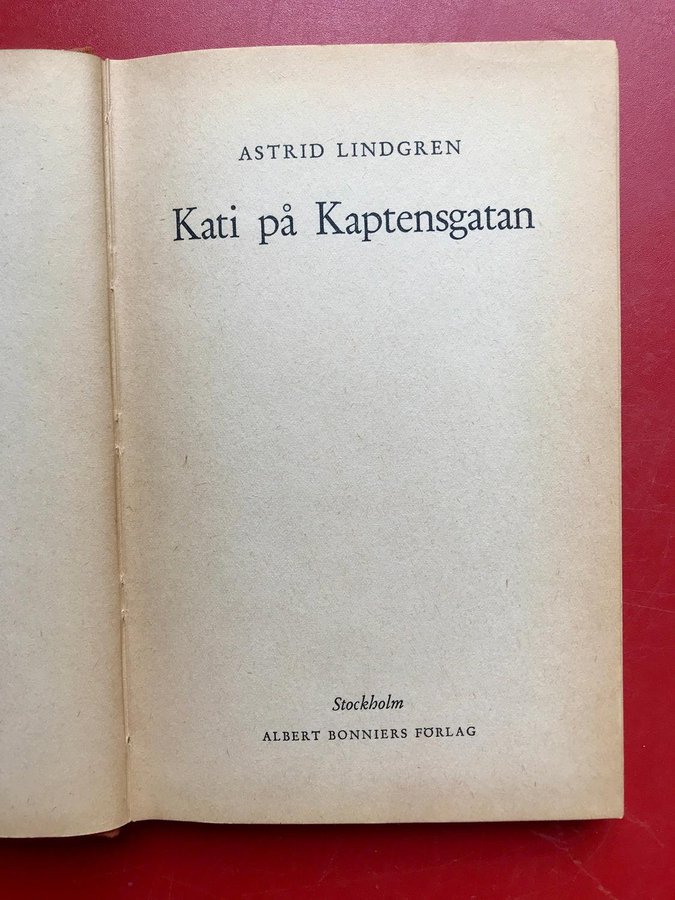 ASTRID LINDGREN
Kati på Kaptensgatan
Stockholm
ALBERT BONNIERS FÖRLAG